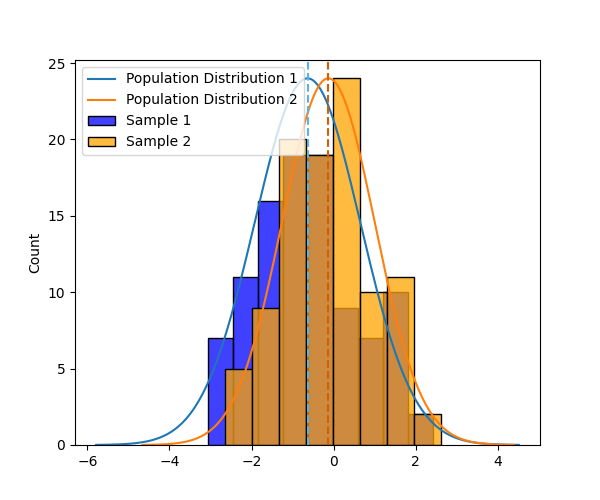 25
Population Distribution 1
Population Distribution 2
Sample 1
Sample 2
20
15
Count
10
5
0
−6 −4 −2 0 2 4